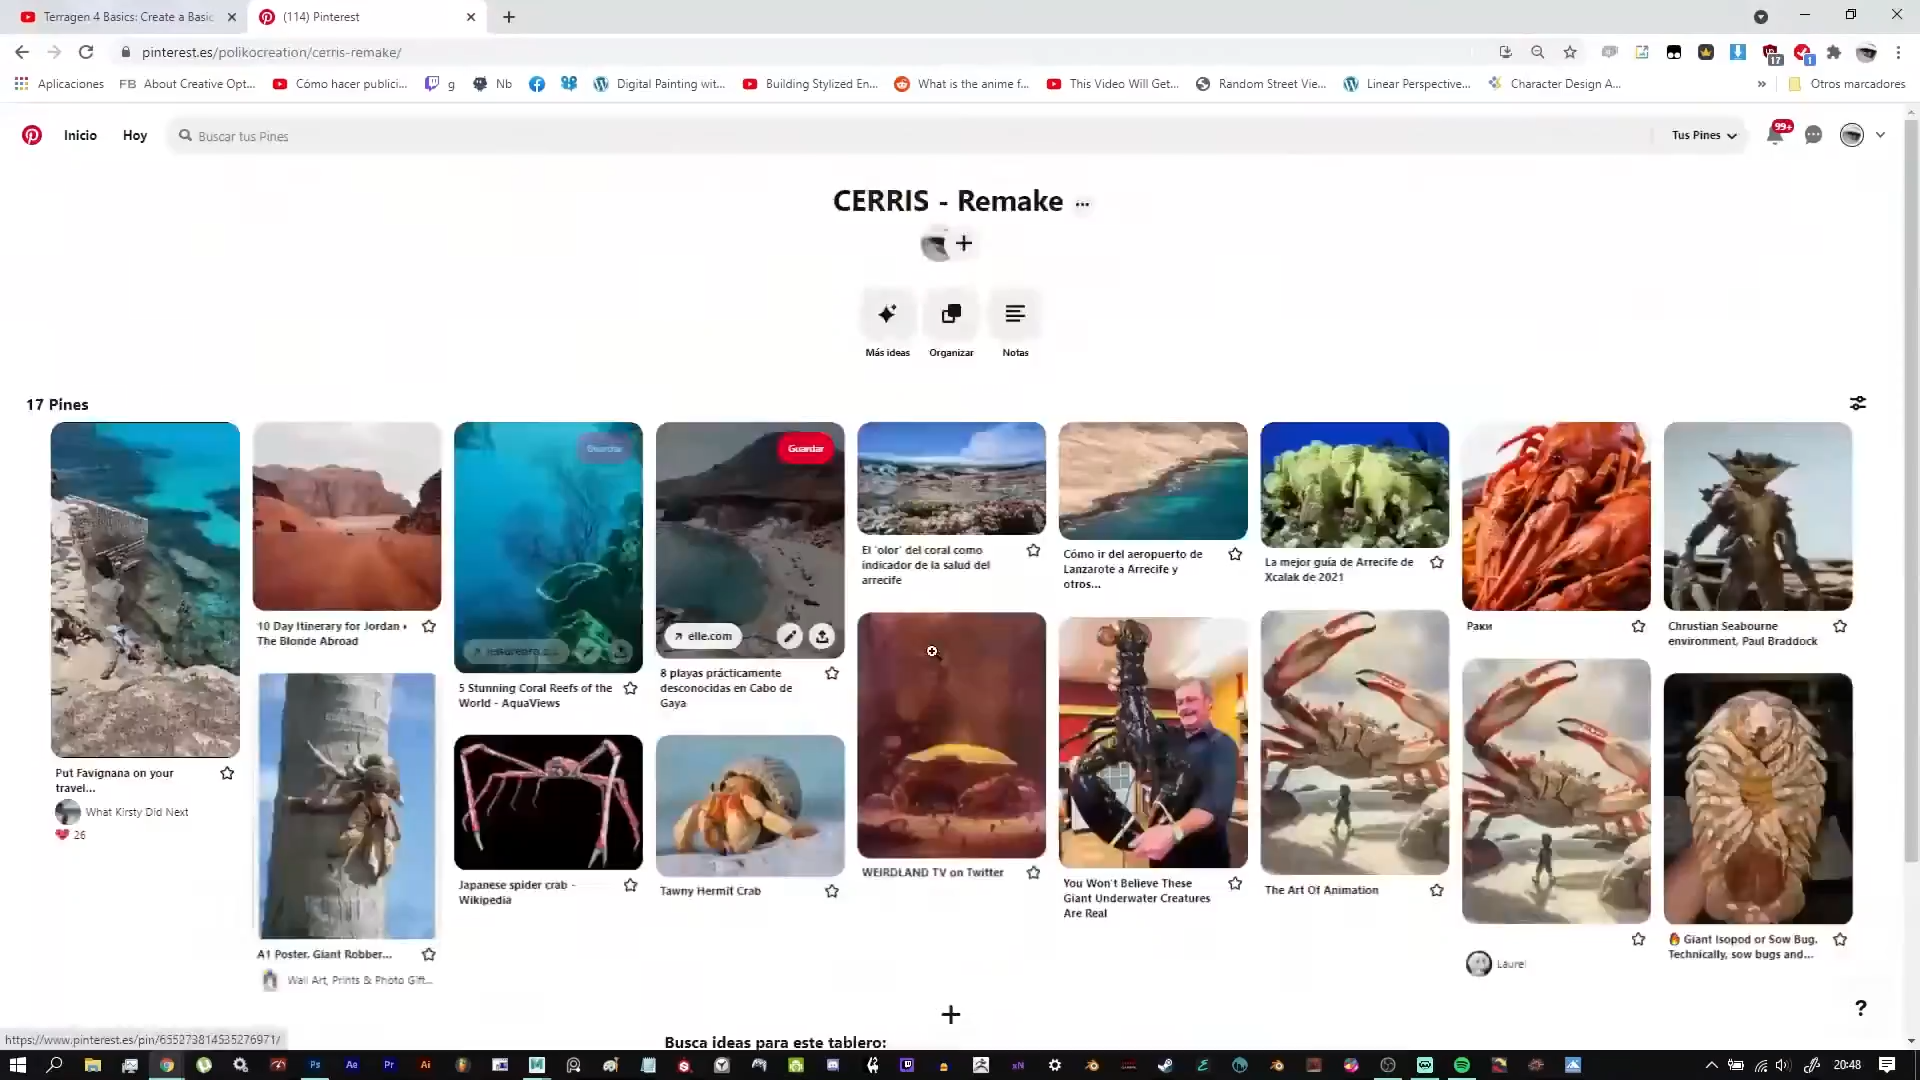 Terragen 4 Basics: Create a Basic
(114) Pinterest
pinterest.es/polikocreation/cerris-remake/
17
1
Aplicaciones
FB About Creative Opt...
Cómo hacer publici...
g
Nb
Digital Painting wit...
Building Stylized En...
What is the anime f...
This Video Will Get...
Random Street Vie...
Linear Perspective...
Character Design A...
»
Otros marcadores
Inicio
Hoy
Buscar tus Pines
Tus Pines
99+
CERRIS - Remake
Más ideas
Organizar
Notas
17 Pines
Guardar
Guardar
elle.com
Put Favignana on your
travel...
What Kirsty Did Next
26
10 Day Itinerary for Jordan •
The Blonde Abroad
A1 Poster. Giant Robber...
Wall Art, Prints & Photo Gift...
5 Stunning Coral Reefs of the
World - AquaViews
Japanese spider crab -
Wikipedia
8 playas prácticamente
desconocidas en Cabo de
Gaya
Tawny Hermit Crab
El 'olor' del coral como
indicador de la salud del
arrecife
WEIRDLAND TV on Twitter
Cómo ir del aeropuerto de
Lanzarote a Arrecife y
otros...
You Won't Believe These
Giant Underwater Creatures
Are Real
La mejor guía de Arrecife de
Xcalak de 2021
The Art Of Animation
Раки
Laurel
Chrustian Seabourne
environment, Paul Braddock
Giant Isopod or Sow Bug.
Technically, sow bugs and...
?
Busca ideas para este tablero:
https://www.pinterest.es/pin/655273814535276971/
Ps
Ae
Pr
Ai
xN
20:48